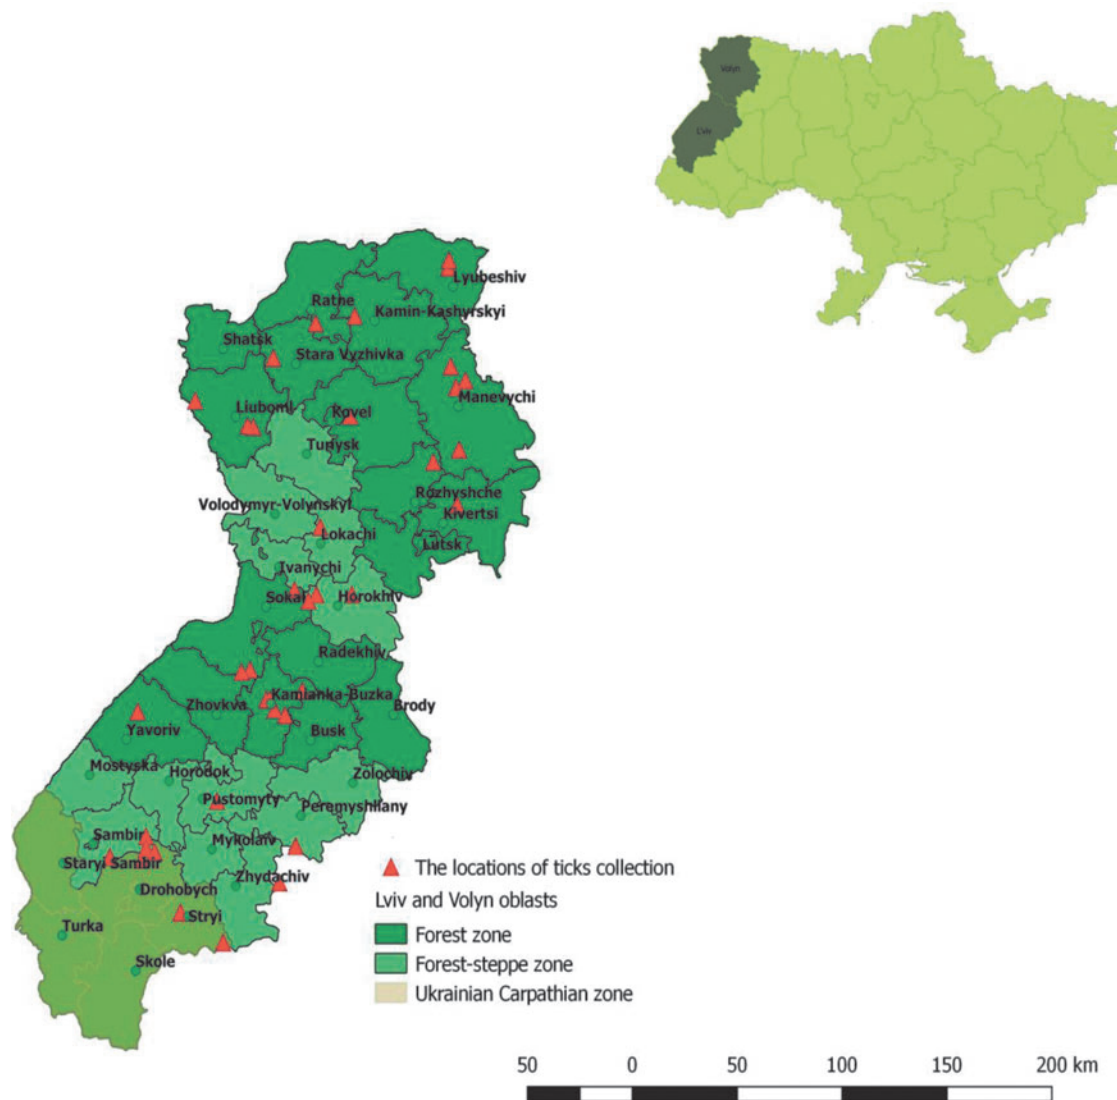 Volyn
L'viv
Lyubeshiv
Ratne
Kamin-Kashyrskyi
Shatsk
Stara Vyzhivka
Manevychi
Liuboml
Kovel
Turiysk
Rozhyshche
Volodymyr-Volynskyi
Kivertsi
Lokachi
Lutsk
Ivanychi
Sokal
Horokhiv
Radekhiv
Kamianka-Buzka
Zhovkva
Brody
Yavoriv
Busk
Mostyska
Horodok
Zolochiv
Pustomyty
Peremyshliany
Sambir
Mykolaiv
Staryi Sambir
Zhydachiv
Drohobych
Stryi
Turka
Skole
The locations of ticks collection
Lviv and Volyn oblasts
Forest zone
Forest-steppe zone
Ukrainian Carpathian zone
50 0 50 100 150 200 km